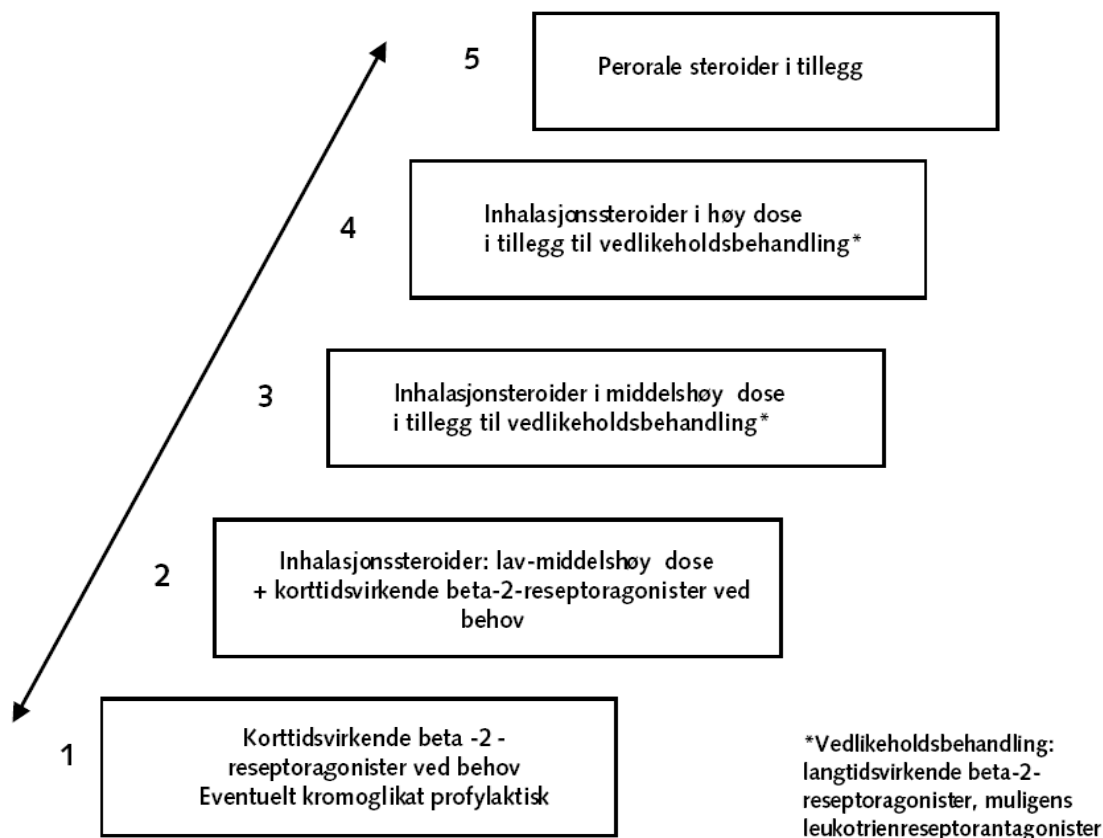 5
Perorale steroider i tillegg
4
Inhalasjonssteroider i høy dose
i tillegg til vedlikeholdsbehandling*
3
Inhalasjonsteroider i middelshøy dose
i tillegg til vedlikeholdsbehandling*
2
Inhalasjonssteroider: lav-middelshøy dose
+ korttidsvirkende beta-2-reseptoragonister ved
behov
1
Korttidsvirkende beta -2 -
reseptoragonister ved behov
Eventuelt kromoglikat profylaktisk
*Vedlikeholdsbehandling:
langtidsvirkende beta-2-
reseptoragonister, muligens
leukotrienreseptorantagonister